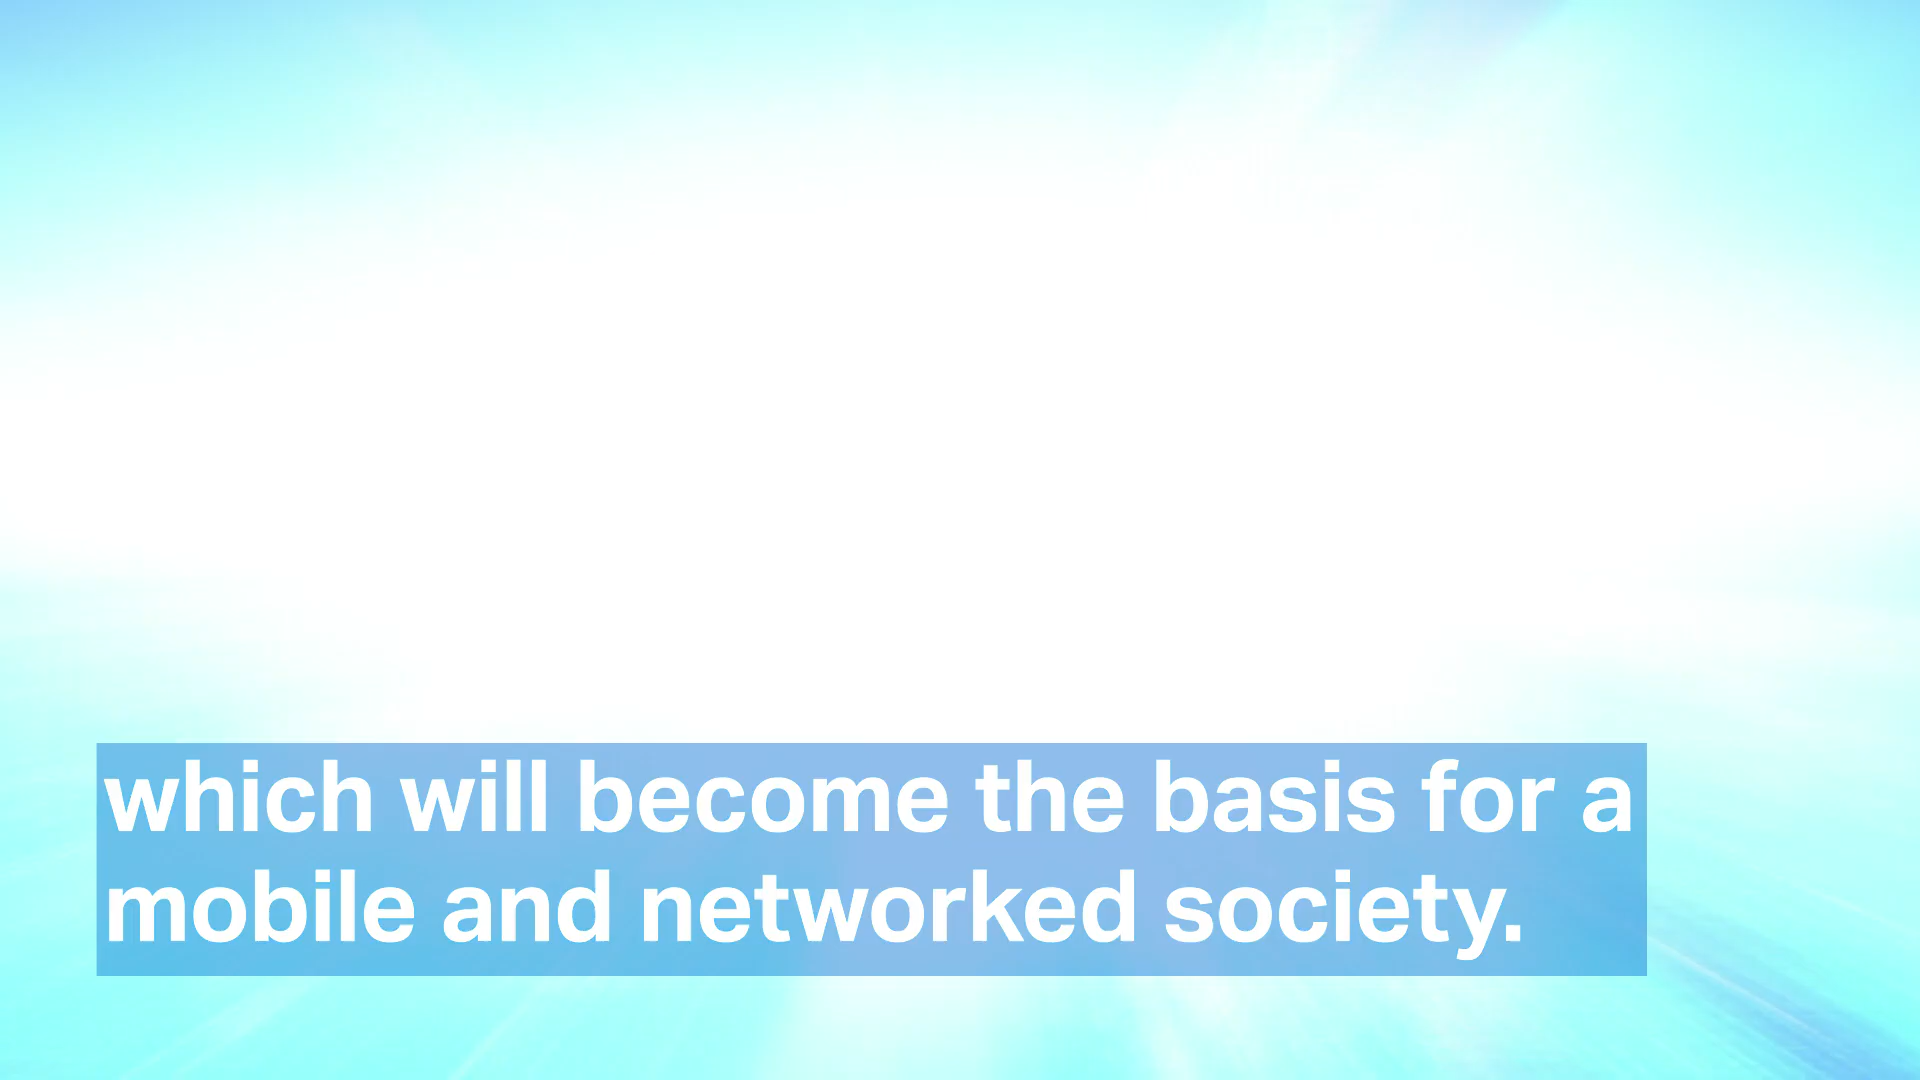 which will become the basis for a
mobile and networked society.